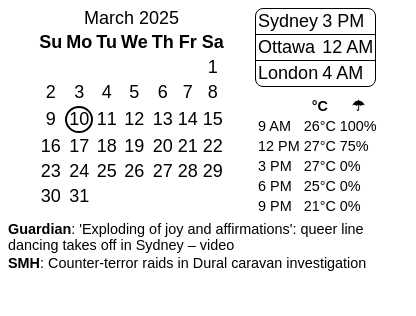 March 2025
Su Mo Tu We Th Fr Sa
1
2 3 4 5 6 7 8
9 10 11 12 13 14 15
16 17 18 19 20 21 22
23 24 25 26 27 28 29
30 31
Sydney 3 PM
Ottawa 12 AM
London 4 AM
°C ☂
9 AM 26°C 100%
12 PM 27°C 75%
3 PM 27°C 0%
6 PM 25°C 0%
9 PM 21°C 0%
Guardian: 'Exploding of joy and affirmations': queer line
dancing takes off in Sydney – video
SMH: Counter-terror raids in Dural caravan investigation